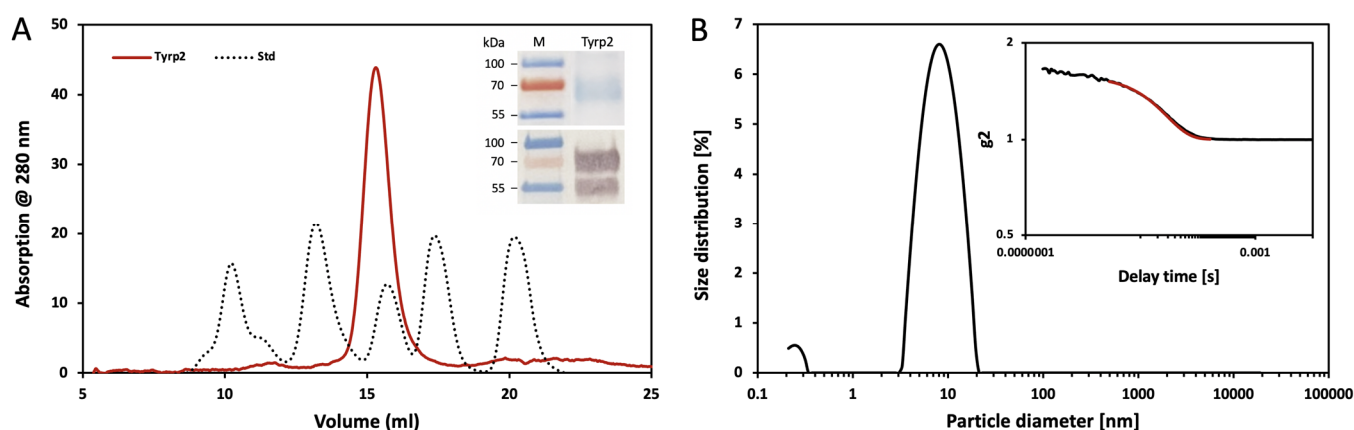 A
50
40
30
20
10
0
Absorption @ 280 nm
Tyrp2
Std
kDa M Tyrp2
100
70
55
100
70
55
5 10 15 20 25
Volume (ml)
B
7
6
5
4
3
2
1
0
Size distribution [%]
2
1
0.5
g2
0.0000001 0.001
Delay time [s]
0.1 1 10 100 1000 10000 100000
Particle diameter [nm]